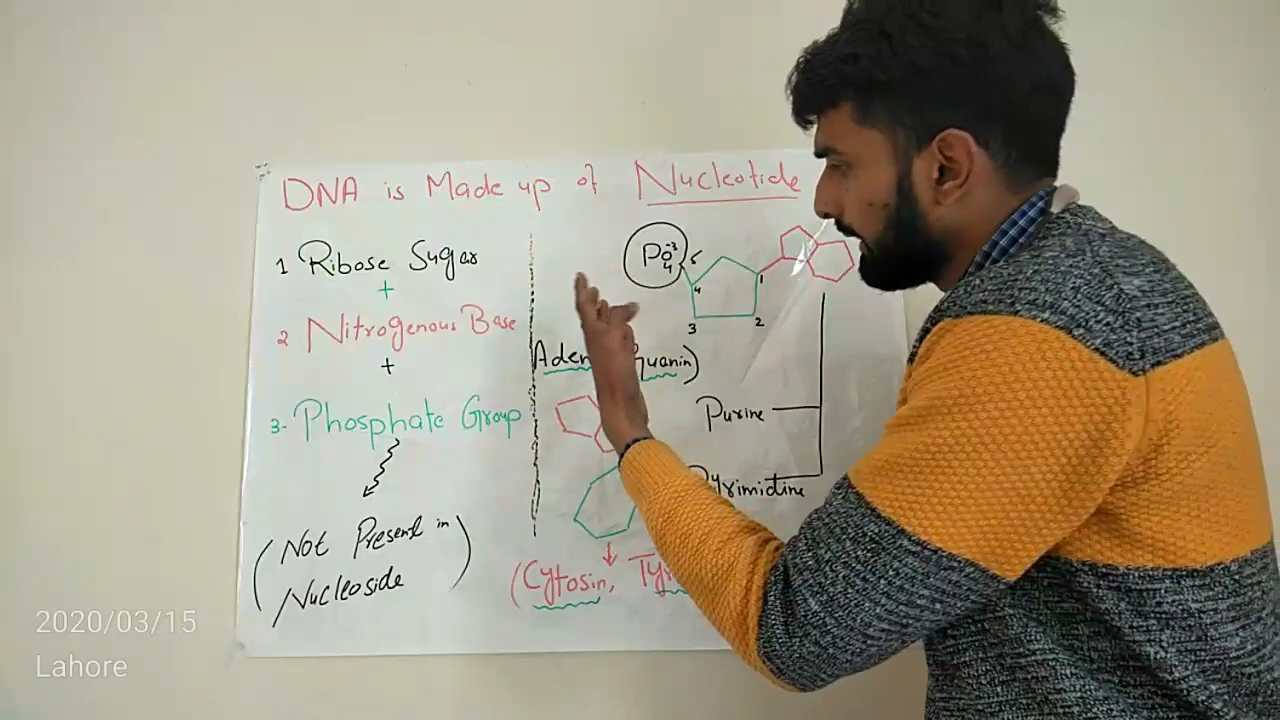 DNA is Made up of Nucleotide
1 Ribose Sugar
+
2 Nitrogenous Base
+
3- Phosphate Group
(Not Present in
Nucleoside)
PO4-3
5
4
1
3
2
Purine
Pyrimidine
(Cytosin,
2020/03/15
Lahore